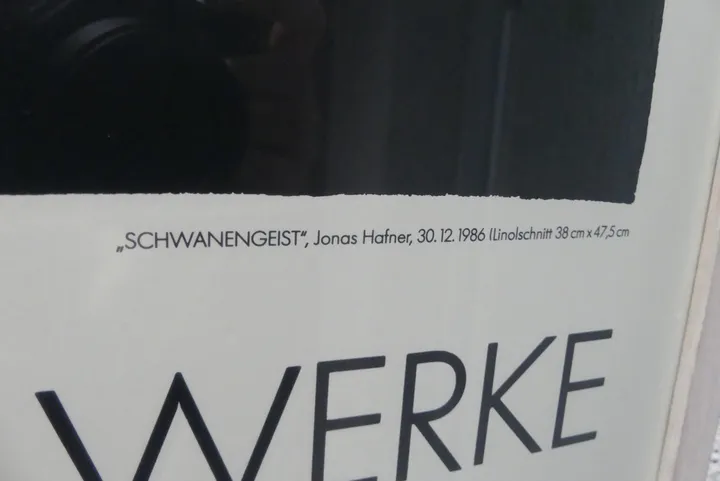 „SCHWANENGEIST“, Jonas Hafner, 30.12.1986 (Linolschnitt 38 cm x 47,5 cm
WERKE